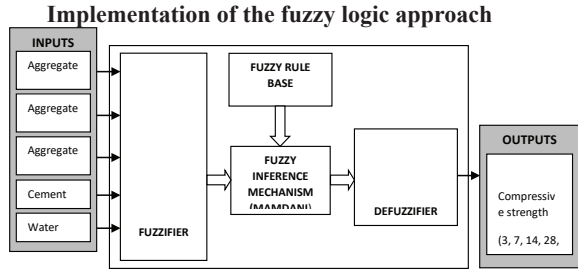 Implementation of the fuzzy logic approach
INPUTS
Aggregate
Aggregate
Aggregate
Cement
Water
FUZZIFIER
FUZZY RULE
BASE
FUZZY
INFERENCE
MECHANISM
(MAMDANI)
DEFUZZIFIER
OUTPUTS
Compressiv
e strength
(3, 7, 14, 28,